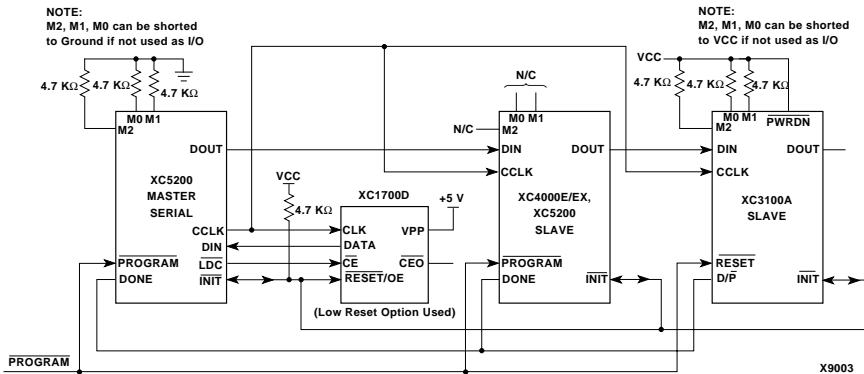 NOTE:
M2, M1, M0 can be shorted
to Ground if not used as I/O
NOTE:
M2, M1, M0 can be shorted
to VCC if not used as I/O
4.7 KΩ
4.7 KΩ
4.7 KΩ
M0 M1
M2
DOUT
XC5200
MASTER
SERIAL
CCLK
DIN
PROGRAM
LDC
DONE
INIT
VCC
4.7 KΩ
XC1700D
+5 V
CLK
VPP
DATA
CE
CEO
RESET/OE
(Low Reset Option Used)
N/C
M0 M1
N/C
M2
DIN
DOUT
CCLK
XC4000E/EX,
XC5200
SLAVE
PROGRAM
DONE
INIT
VCC
4.7 KΩ
4.7 KΩ
4.7 KΩ
M0 M1
PWRDN
M2
DIN
DOUT
CCLK
XC3100A
SLAVE
RESET
D/P
INIT
PROGRAM
X9003